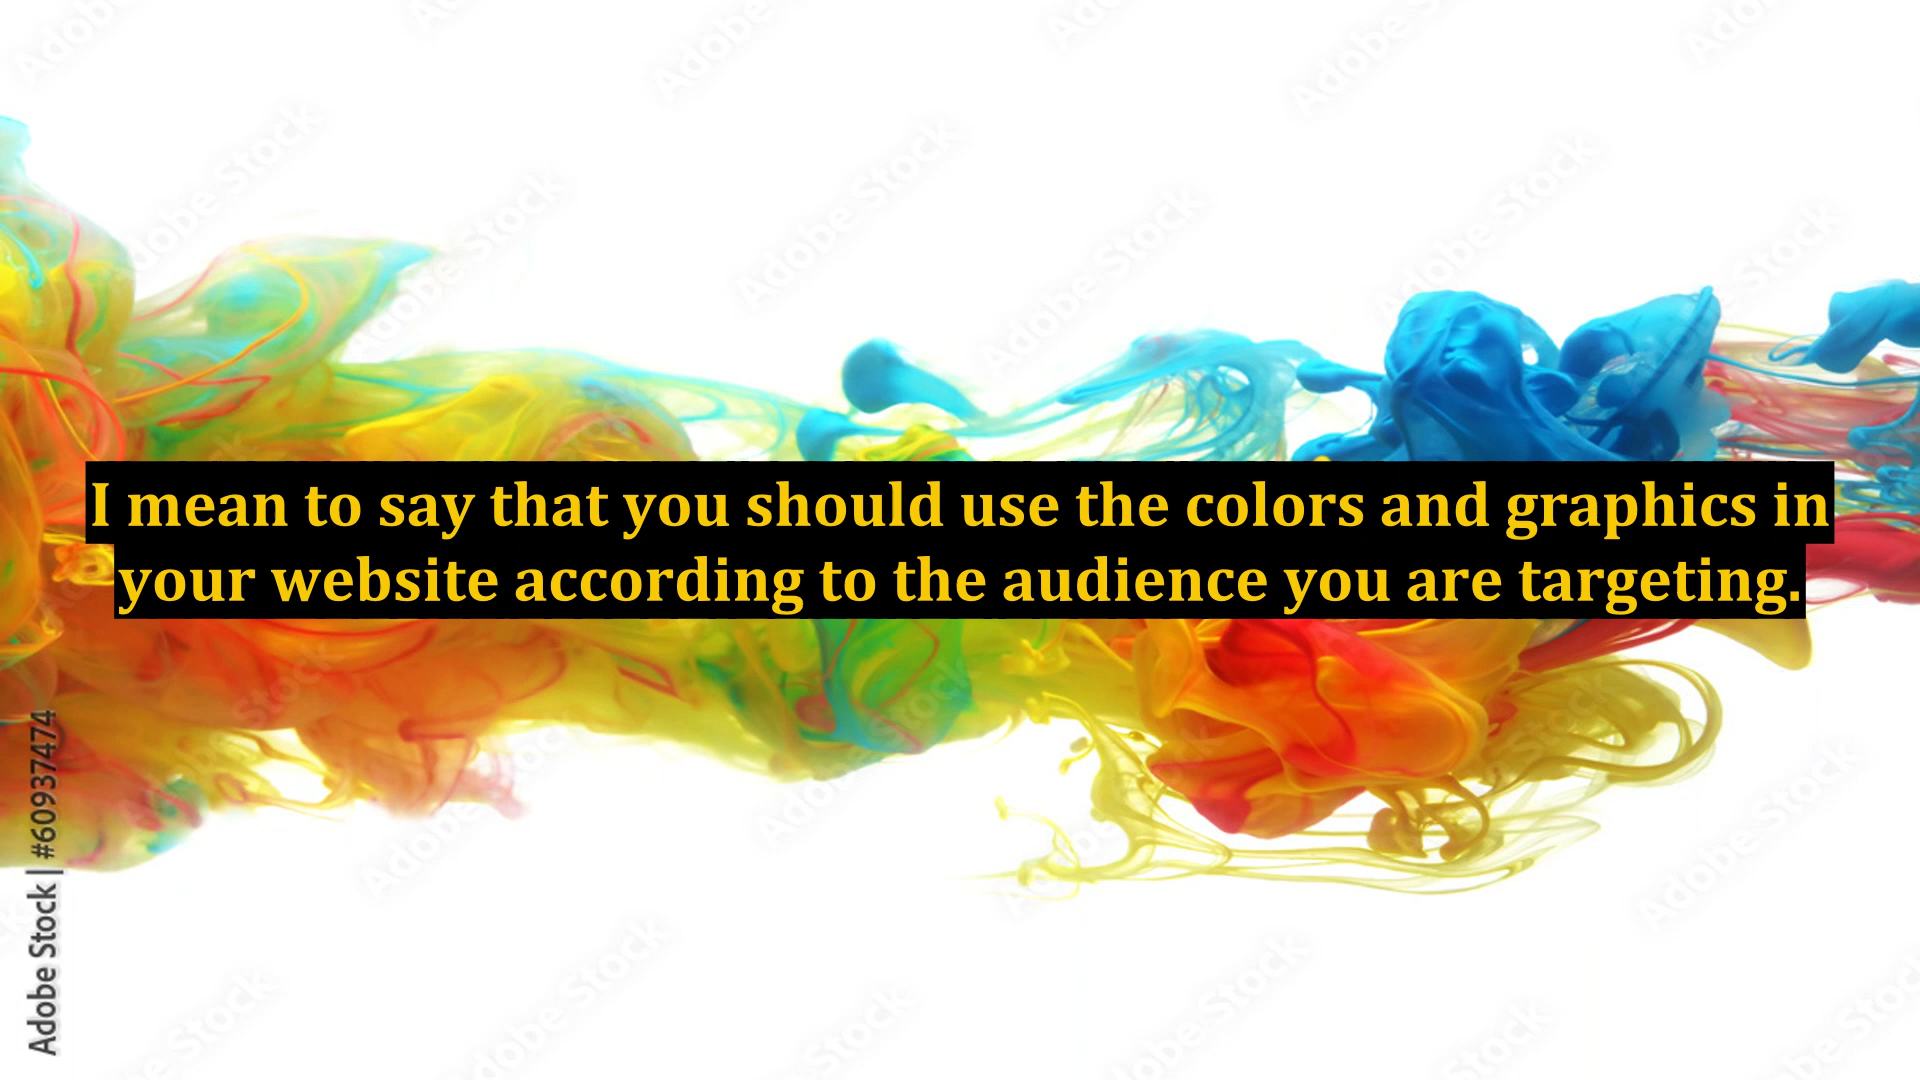 I mean to say that you should use the colors and graphics in
your website according to the audience you are targeting.
Adobe Stock | #609374474